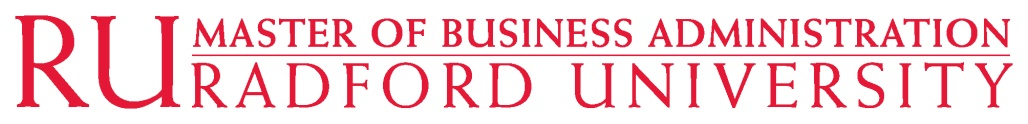 RU
MASTER OF BUSINESS ADMINISTRATION
RADFORD UNIVERSITY